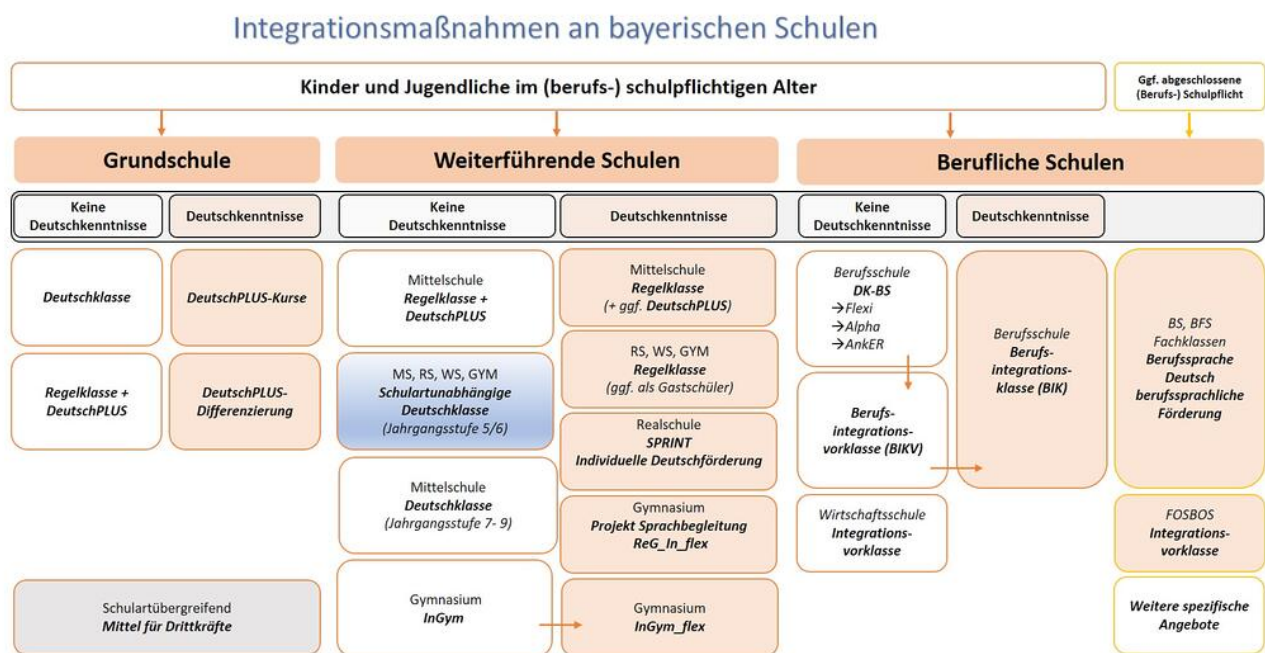 Integrationsmaßnahmen an bayerischen Schulen
Kinder und Jugendliche im (berufs-) schulpflichtigen Alter
Ggf. abgeschlossene
(Berufs-) Schulpflicht
Grundschule
Weiterführende Schulen
Berufliche Schulen
Keine
Deutschkenntnisse
Deutschkenntnisse
Keine
Deutschkenntnisse
Deutschkenntnisse
Keine
Deutschkenntnisse
Deutschkenntnisse
Deutschklasse
Regelklasse +
DeutschPLUS
Schulartübergreifend
Mittel für Drittkräfte
DeutschPLUS-Kurse
DeutschPLUS-
Differenzierung
Mittelschule
Regelklasse +
DeutschPLUS
MS, RS, WS, GYM
Schulartunabhängige
Deutschklasse
(Jahrgangsstufe 5/6)
Mittelschule
Deutschklasse
(Jahrgangsstufe 7- 9)
Gymnasium
InGym
Mittelschule
Regelklasse
(+ ggf. DeutschPLUS)
RS, WS, GYM
Regelklasse
(ggf. als Gastschüler)
Realschule
SPRINT
Individuelle Deutschförderung
Gymnasium
Projekt Sprachbegleitung
ReG_In_flex
Gymnasium
InGym_flex
Berufsschule
DK-BS
→Flexi
→Alpha
→AnkER
Berufs-
integrations-
vorklasse (BIKV)
Wirtschaftsschule
Integrations-
vorklasse
Berufsschule
Berufs-
integrations-
klasse (BIK)
BS, BFS
Fachklassen
Berufssprache
Deutsch
berufssprachliche
Förderung
FOSBOS
Integrations-
vorklasse
Weitere spezifische
Angebote